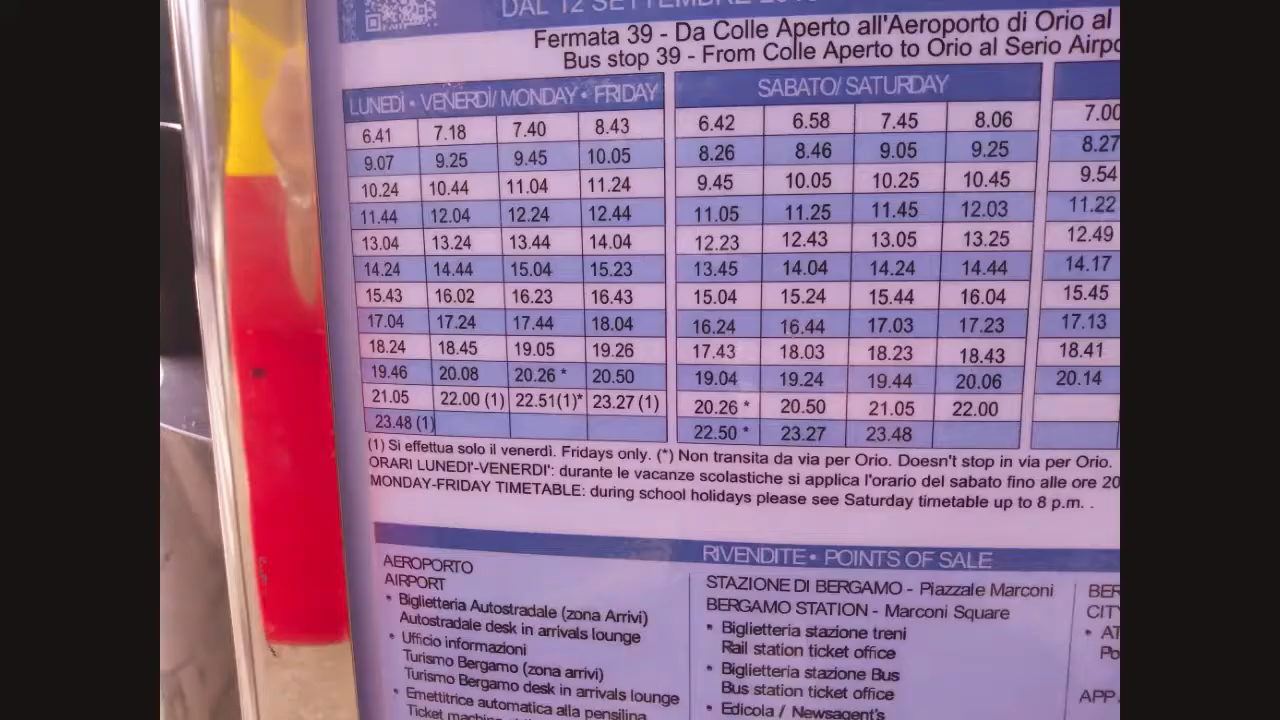 DAL 12 SETTEMBRE
Fermata 39 - Da Colle Aperto all'Aeroporto di Orio al
Bus stop 39 - From Colle Aperto to Orio al Serio
LUNEDÌ • VENERDÌ/ MONDAY • FRIDAY
6.41 7.18 7.40 8.43
9.07 9.25 9.45 10.05
10.24 10.44 11.04 11.24
11.44 12.04 12.24 12.44
13.04 13.24 13.44 14.04
14.24 14.44 15.04 15.23
15.43 16.02 16.23 16.43
17.04 17.24 17.44 18.04
18.24 18.45 19.05 19.26
19.46 20.08 20.26 * 20.50
21.05 22.00 (1) 22.51(1)* 23.27 (1)
23.48 (1)
SABATO/ SATURDAY
6.42 6.58 7.45 8.06
8.26 8.46 9.05 9.25
9.45 10.05 10.25 10.45
11.05 11.25 11.45 12.03
12.23 12.43 13.05 13.25
13.45 14.04 14.24 14.44
15.04 15.24 15.44 16.04
16.24 16.44 17.03 17.23
17.43 18.03 18.23 18.43
19.04 19.24 19.44 20.06
20.26 * 20.50 21.05 22.00
22.50 * 23.27 23.48
7.00
8.27
9.54
11.22
12.49
14.17
15.45
17.13
18.41
20.14
(1) Si effettua solo il venerdì. Fridays only. (*) Non transita da via per Orio. Doesn't stop in via per Orio.
ORARI LUNEDI'-VENERDI': durante le vacanze scolastiche si applica l'orario del sabato fino alle ore 20
MONDAY-FRIDAY TIMETABLE: during school holidays please see Saturday timetable up to 8 p.m. .
RIVENDITE • POINTS OF SALE
AEROPORTO
AIRPORT
• Biglietteria Autostradale (zona Arrivi)
Autostradale desk in arrivals lounge
• Ufficio informazioni
Turismo Bergamo (zona arrivi)
Turismo Bergamo desk in arrivals lounge
• Emettitrice automatica alla pensilina
Ticket
STAZIONE DI BERGAMO - Piazzale Marconi
BERGAMO STATION - Marconi Square
• Biglietteria stazione treni
Rail station ticket office
• Biglietteria stazione Bus
Bus station ticket office
• Edicola / Newsagent's
BER
CIT
• AT
Po
APP